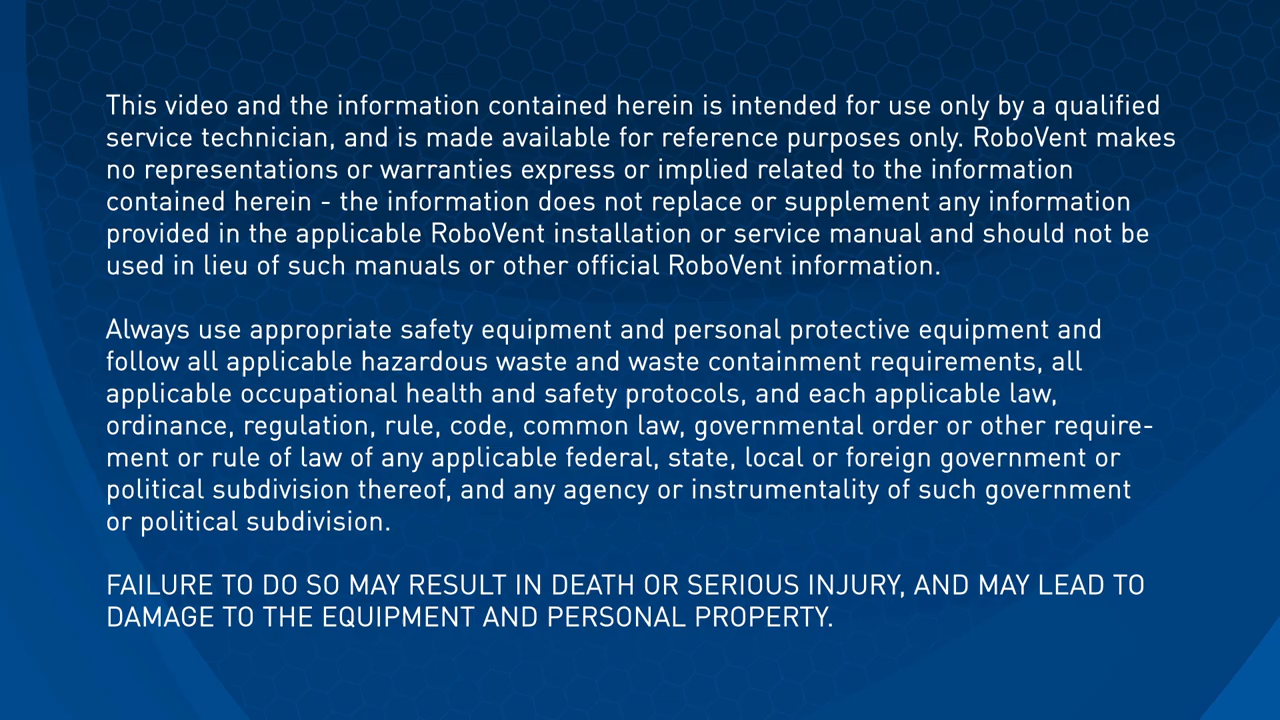 This video and the information contained herein is intended for use only by a qualified
service technician, and is made available for reference purposes only. RoboVent makes
no representations or warranties express or implied related to the information
contained herein - the information does not replace or supplement any information
provided in the applicable RoboVent installation or service manual and should not be
used in lieu of such manuals or other official RoboVent information.
Always use appropriate safety equipment and personal protective equipment and
follow all applicable hazardous waste and waste containment requirements, all
applicable occupational health and safety protocols, and each applicable law,
ordinance, regulation, rule, code, common law, governmental order or other require-
ment or rule of law of any applicable federal, state, local or foreign government or
political subdivision thereof, and any agency or instrumentality of such government
or political subdivision.
FAILURE TO DO SO MAY RESULT IN DEATH OR SERIOUS INJURY, AND MAY LEAD TO
DAMAGE TO THE EQUIPMENT AND PERSONAL PROPERTY.